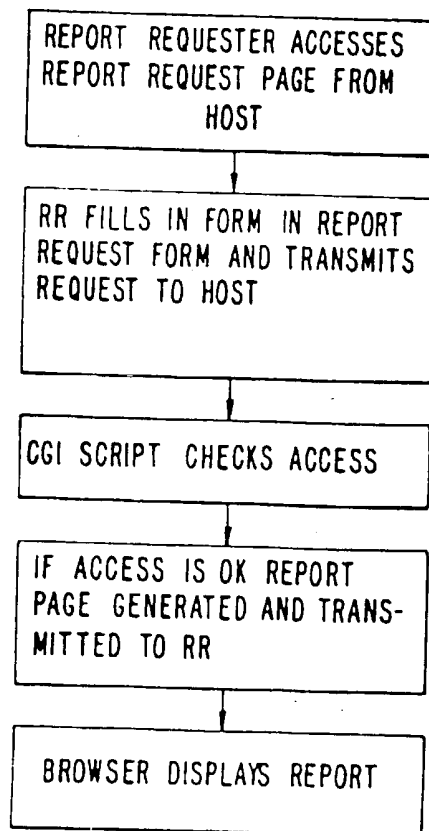 REPORT REQUESTER ACCESSES
REPORT REQUEST PAGE FROM
HOST
RR FILLS IN FORM IN REPORT
REQUEST FORM AND TRANSMITS
REQUEST TO HOST
CGI SCRIPT CHECKS ACCESS
IF ACCESS IS OK REPORT
PAGE GENERATED AND TRANS-
MITTED TO RR
BROWSER DISPLAYS REPORT